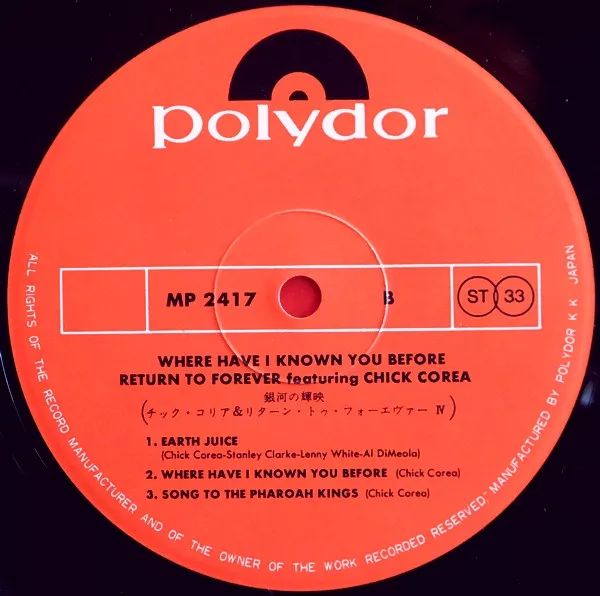 polydor
MP 2417 B ST 33
WHERE HAVE I KNOWN YOU BEFORE
RETURN TO FOREVER featuring CHICK COREA
銀河の輝映
(チック・コリア&リターン・トゥ・フォーエヴァー Ⅳ)
1. EARTH JUICE
(Chick Corea-Stanley Clarke-Lenny White-Al DiMeola)
2. WHERE HAVE I KNOWN YOU BEFORE (Chick Corea)
3. SONG TO THE PHAROAH KINGS (Chick Corea)
ALL RIGHTS OF THE RECORD MANUFACTURER AND OF THE OWNER OF THE WORK RECORDED RESERVED·MANUFACTURED BY POLYDOR K K JAPAN